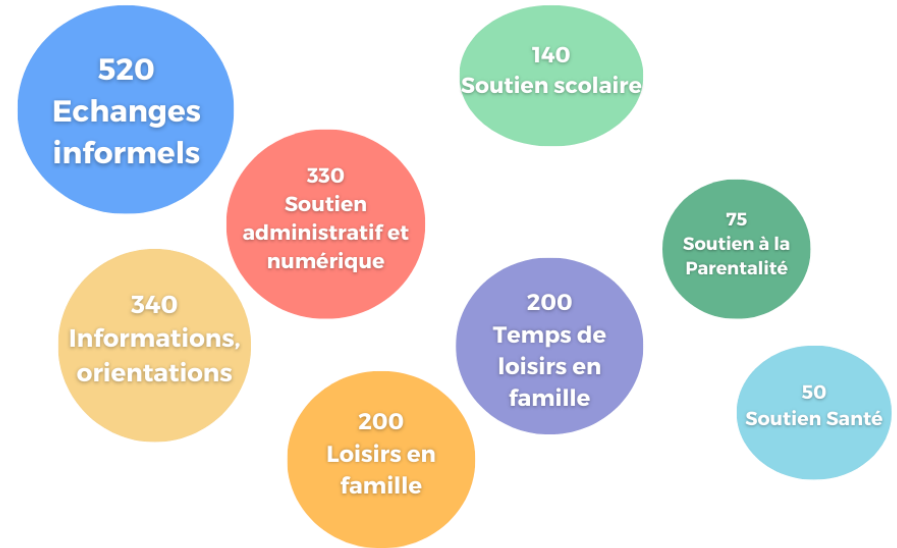 520
Echanges
informels
140
Soutien scolaire
330
Soutien
administratif et
numérique
75
Soutien à la
Parentalité
340
Informations,
orientations
200
Temps de
loisirs en
famille
200
Loisirs en
famille
50
Soutien Santé